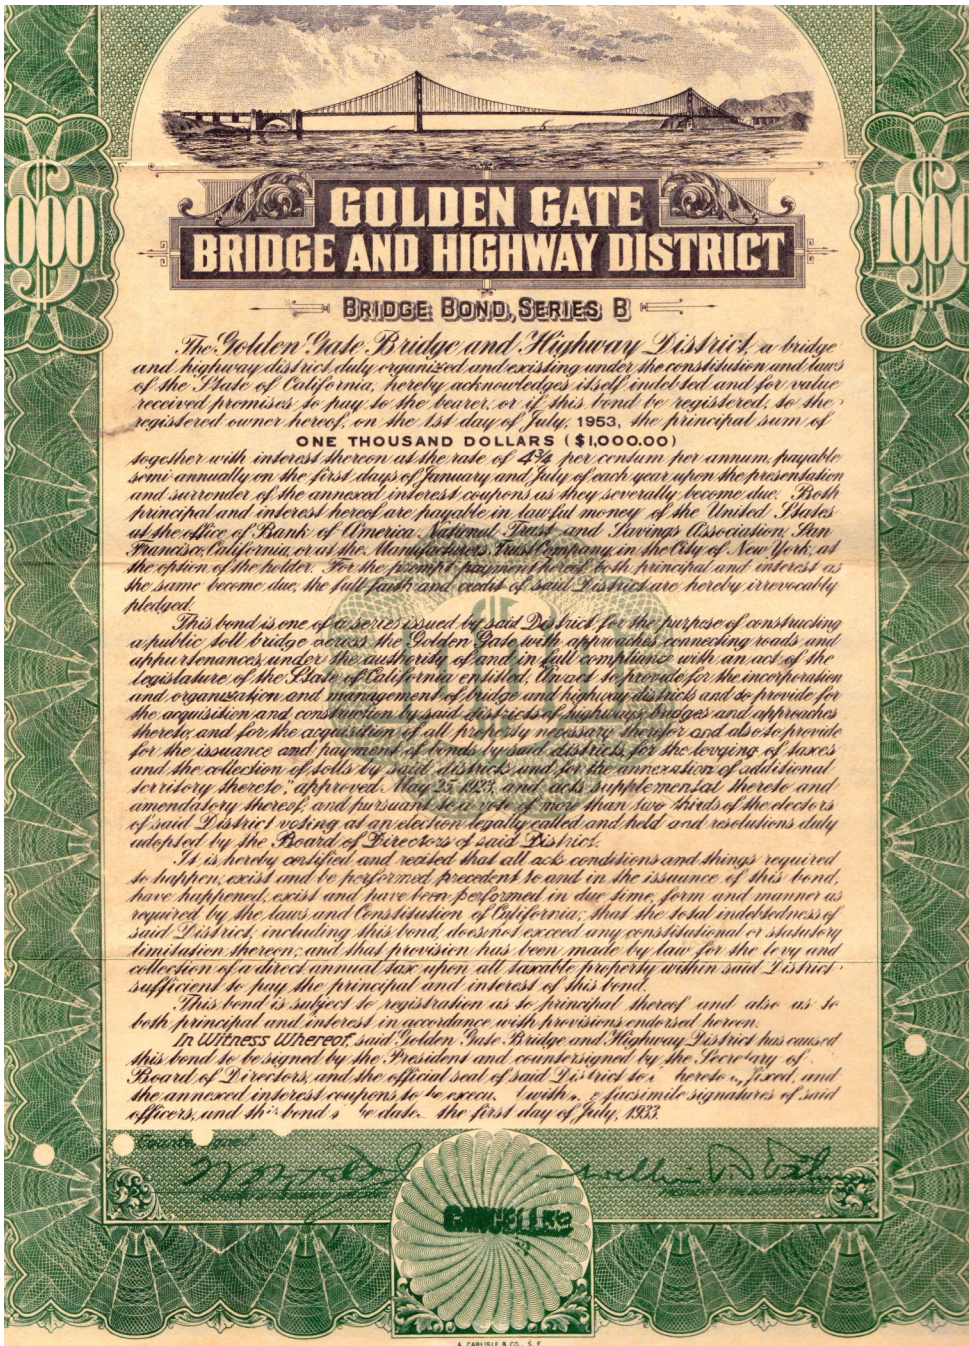 $
000
1000
GOLDEN GATE
BRIDGE AND HIGHWAY DISTRICT
BRIDGE BOND, SERIES B
The Golden Gate Bridge and Highway District, a bridge
and highway district duly organized and existing under the constitution and laws
of the State of California, hereby acknowledges itself indebted and for value
received promises to pay to the bearer, or if this bond be registered, to the
registered owner hereof, on the 1st day of July, 1953, the principal sum of
ONE THOUSAND DOLLARS ($1,000.00)
together with interest thereon at the rate of 4¾ per centum per annum, payable
semi-annually on the first days of January and July of each year upon the presentation
and surrender of the annexed interest coupons as they severally become due. Both
principal and interest hereof are payable in lawful money of the United States
at the office of Bank of America National Trust and Savings Association, San
Francisco, California, or at the Manufacturers Trust Company, in the City of New York, at
the option of the holder. For the prompt payment hereof, both principal and interest as
the same become due, the full faith and credit of said District are hereby irrevocably
pledged.
This bond is one of a series issued by said District for the purpose of constructing
a public toll bridge across the Golden Gate with approaches, connecting roads and
appurtenances, under the authority of and in full compliance with an act of the
legislature of the State of California entitled, "An act to provide for the incorporation
and organization and management of bridge and highway districts and to provide for
the acquisition and construction by said districts of highways, bridges and approaches
thereto, and for the acquisition of all property necessary therefor and also to provide
for the issuance and payment of bonds by said districts, for the levying of taxes
and the collection of tolls by said districts and for the annexation of additional
territory thereto," approved May 25, 1923, and acts supplemental thereto and
amendatory thereof, and pursuant to a vote of more than two thirds of the electors
of said District voting at an election legally called and held and resolutions duly
adopted by the Board of Directors of said District.
It is hereby certified and recited that all acts conditions and things required
to happen, exist and be performed precedent to and in the issuance of this bond,
have happened, exist and have been performed in due time, form and manner as
required by the laws and Constitution of California; that the total indebtedness of
said District, including this bond, does not exceed any constitutional or statutory
limitation thereon; and that provision has been made by law for the levy and
collection of a direct annual tax upon all taxable property within said District
sufficient to pay the principal and interest of this bond.
This bond is subject to registration as to principal thereof and also as to
both principal and interest in accordance with provisions endorsed hereon.
In Witness Whereof, said Golden Gate Bridge and Highway District has caused
this bond to be signed by the President and countersigned by the Secretary of
Board of Directors, and the official seal of said District to hereto affixed, and
the annexed interest coupons to be with facsimile signatures of said
officers, and this bond to be the first day of July, 1933.
Countersigned
CANCELLED
A. CARLISLE & CO., S. F.